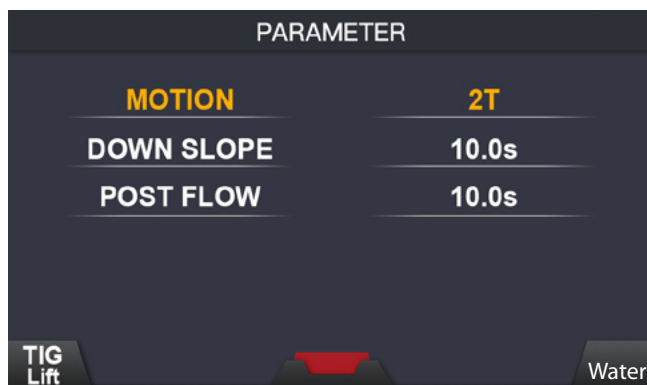 PARAMETER
MOTION 2T
DOWN SLOPE 10.0s
POST FLOW 10.0s
TIG
Lift
Water